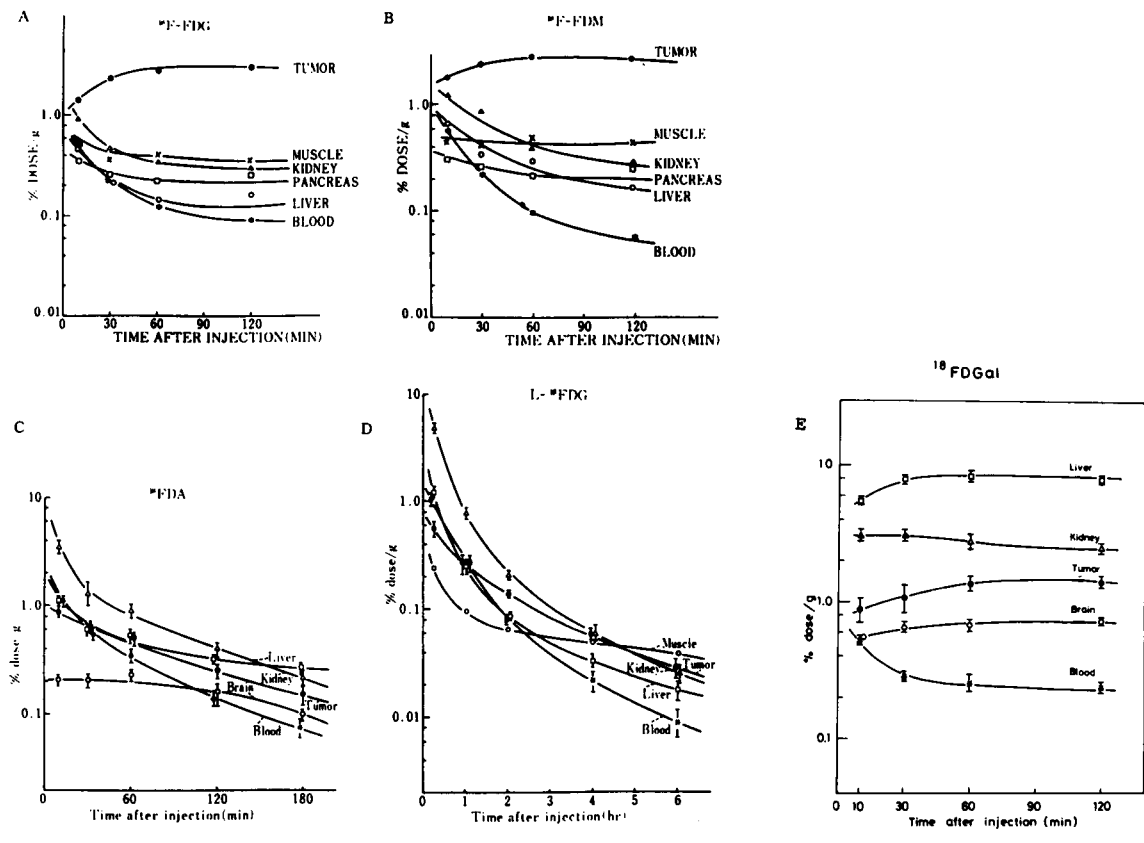 A
¹⁸F-FDG
TUMOR
MUSCLE
KIDNEY
PANCREAS
LIVER
BLOOD
% DOSE/g
1.0
0.1
0.01
0 30 60 90 120
TIME AFTER INJECTION(MIN)
B
¹⁸F-FDM
TUMOR
MUSCLE
KIDNEY
PANCREAS
LIVER
BLOOD
% DOSE/g
1.0
0.1
0.01
0 30 60 90 120
TIME AFTER INJECTION(MIN)
C
¹⁸FDA
Liver
Kidney
Brain
Tumor
Blood
% dose/g
10
1.0
0.1
0 60 120 180
Time after injection(min)
D
L-¹⁸FDG
Muscle
Tumor
Kidney
Liver
Blood
% dose/g
10
1.0
0.1
0.10
0.01
0 1 2 3 4 5 6
Time after injection(hr)
E
¹⁸FDGal
Liver
Kidney
Tumor
Brain
Blood
% dose/g
10
1.0
0.1
0 10 30 60 90 120
Time after injection (min)